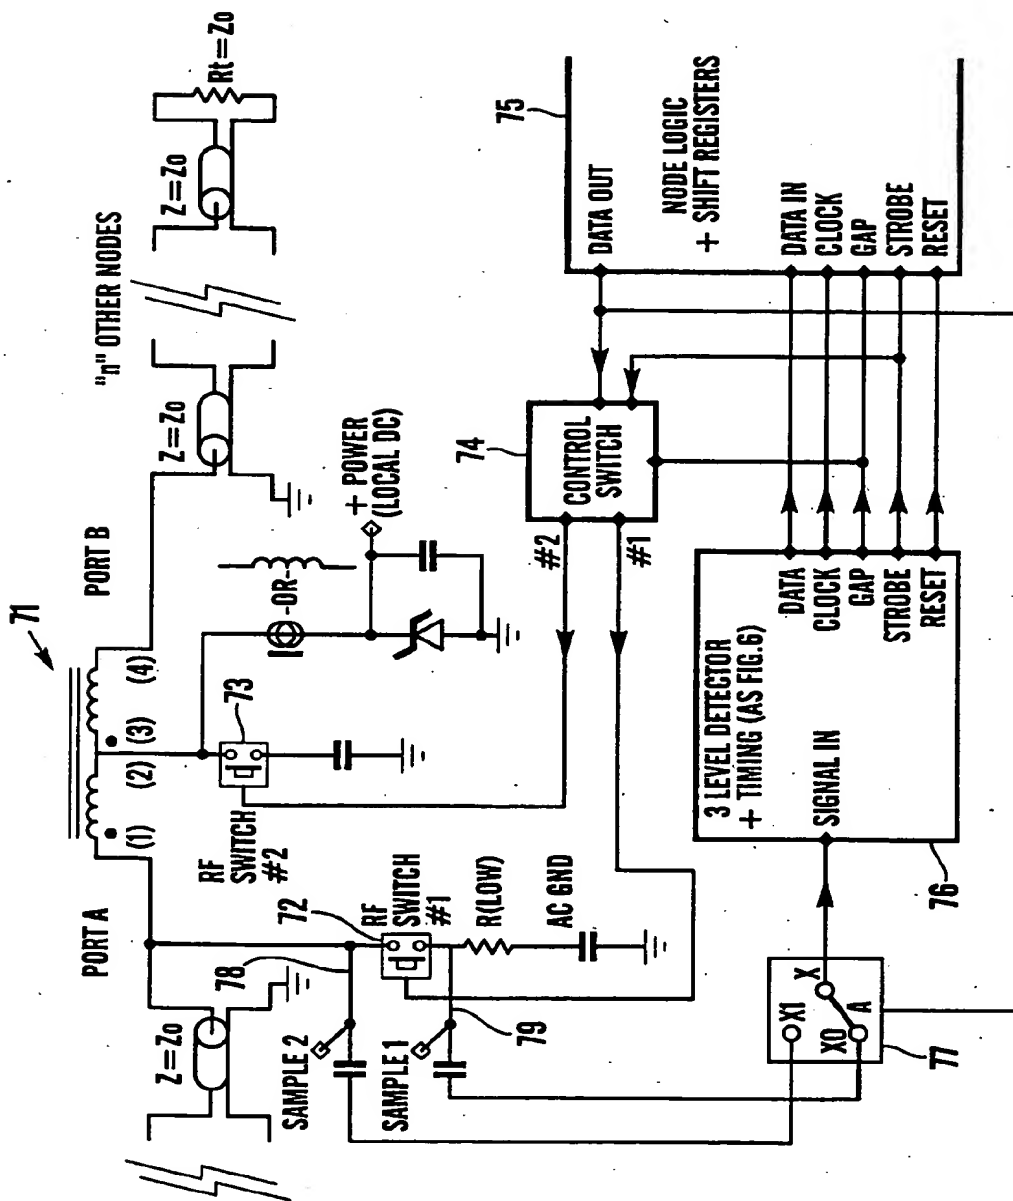 71
PORT A
PORT B
"n" OTHER NODES
Z=Zo
(1)
(2)
(3)
(4)
Z=Zo
Z=Zo
Rt=Zo
78
72
RF
SWITCH
#1
R(LOW)
AC GND
RF
SWITCH
#2
73
-OR-
+ POWER
(LOCAL DC)
SAMPLE 2
SAMPLE 1
79
#2
#1
74
CONTROL
SWITCH
75
DATA OUT
NODE LOGIC
+ SHIFT REGISTERS
DATA IN
CLOCK
GAP
STROBE
RESET
X1
X
X0
A
77
3 LEVEL DETECTOR
+ TIMING (AS FIG.6)
SIGNAL IN
76
DATA
CLOCK
GAP
STROBE
RESET